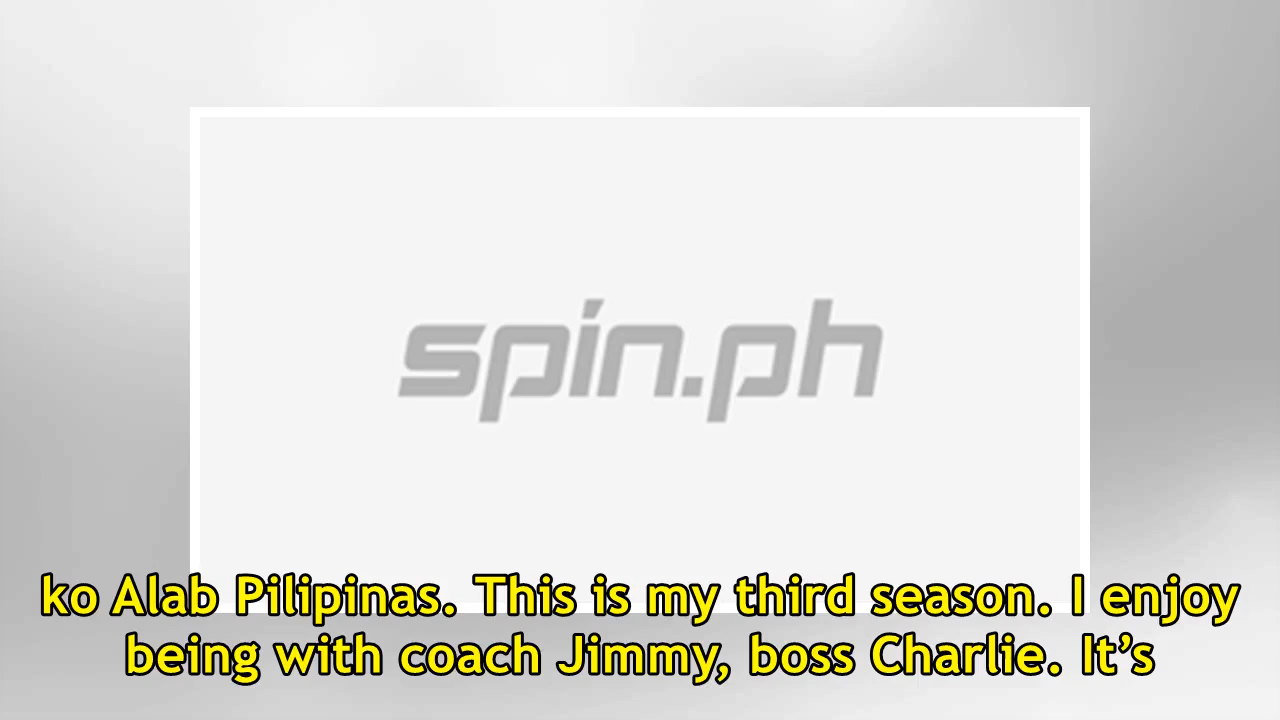 spin.ph
ko Alab Pilipinas. This is my third season. I enjoy
being with coach Jimmy, boss Charlie. It’s